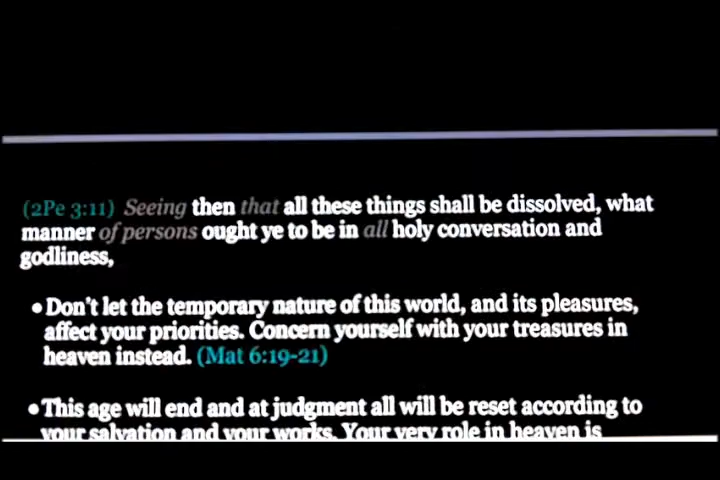 (2Pe 3:11) Seeing then that all these things shall be dissolved, what
manner of persons ought ye to be in all holy conversation and
godliness,
• Don't let the temporary nature of this world, and its pleasures,
affect your priorities. Concern yourself with your treasures in
heaven instead. (Mat 6:19-21)
• This age will end and at judgment all will be reset according to
your salvation and your works. Your very role in heaven is